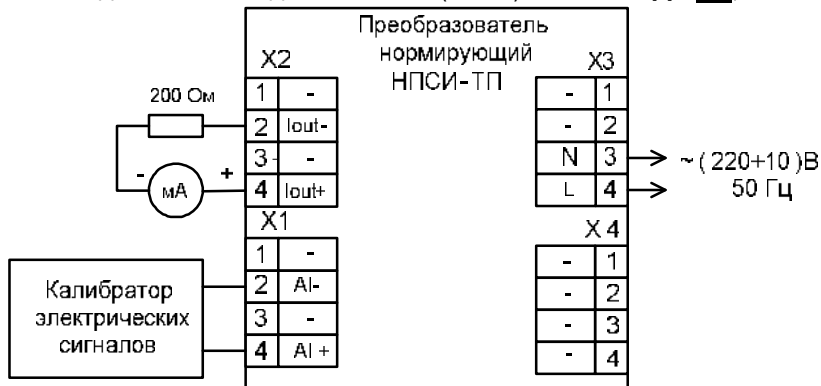 Преобразователь
нормирующий
НПСИ-ТП
X2
1 -
2 Iout-
3 -
4 Iout+
200 Ом
- мА +
X3
- 1
- 2
N 3
L 4
~ ( 220+10 )В
50 Гц
X1
1 -
2 AI-
3 -
4 AI +
Калибратор
электрических
сигналов
X 4
- 1
- 2
- 3
- 4